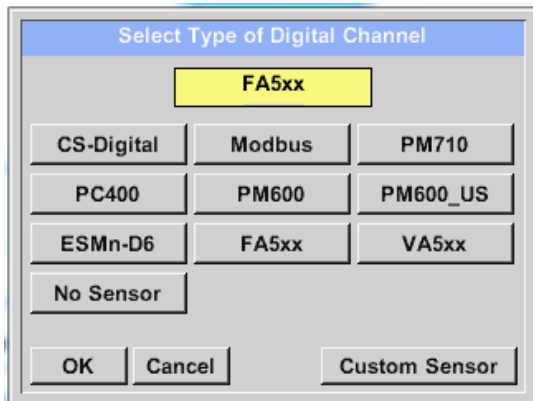 Select Type of Digital Channel
FA5xx
CS-Digital Modbus PM710
PC400 PM600 PM600_US
ESMn-D6 FA5xx VA5xx
No Sensor
OK Cancel Custom Sensor